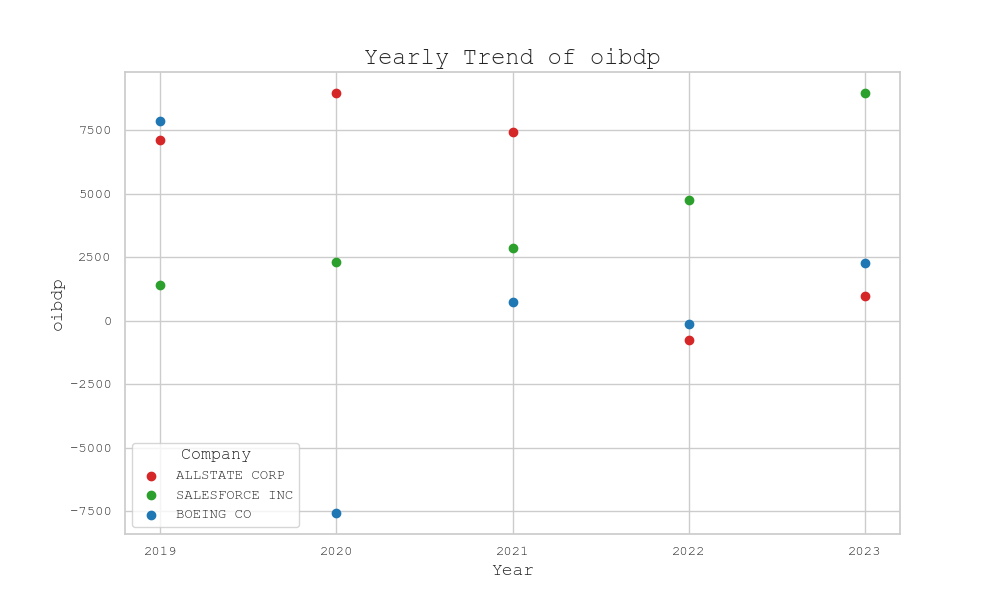 Yearly Trend of oibdp
7500
5000
2500
0
−2500
−5000
−7500
oibdp
Company
ALLSTATE CORP
SALESFORCE INC
BOEING CO
2019 2020 2021 2022 2023
Year